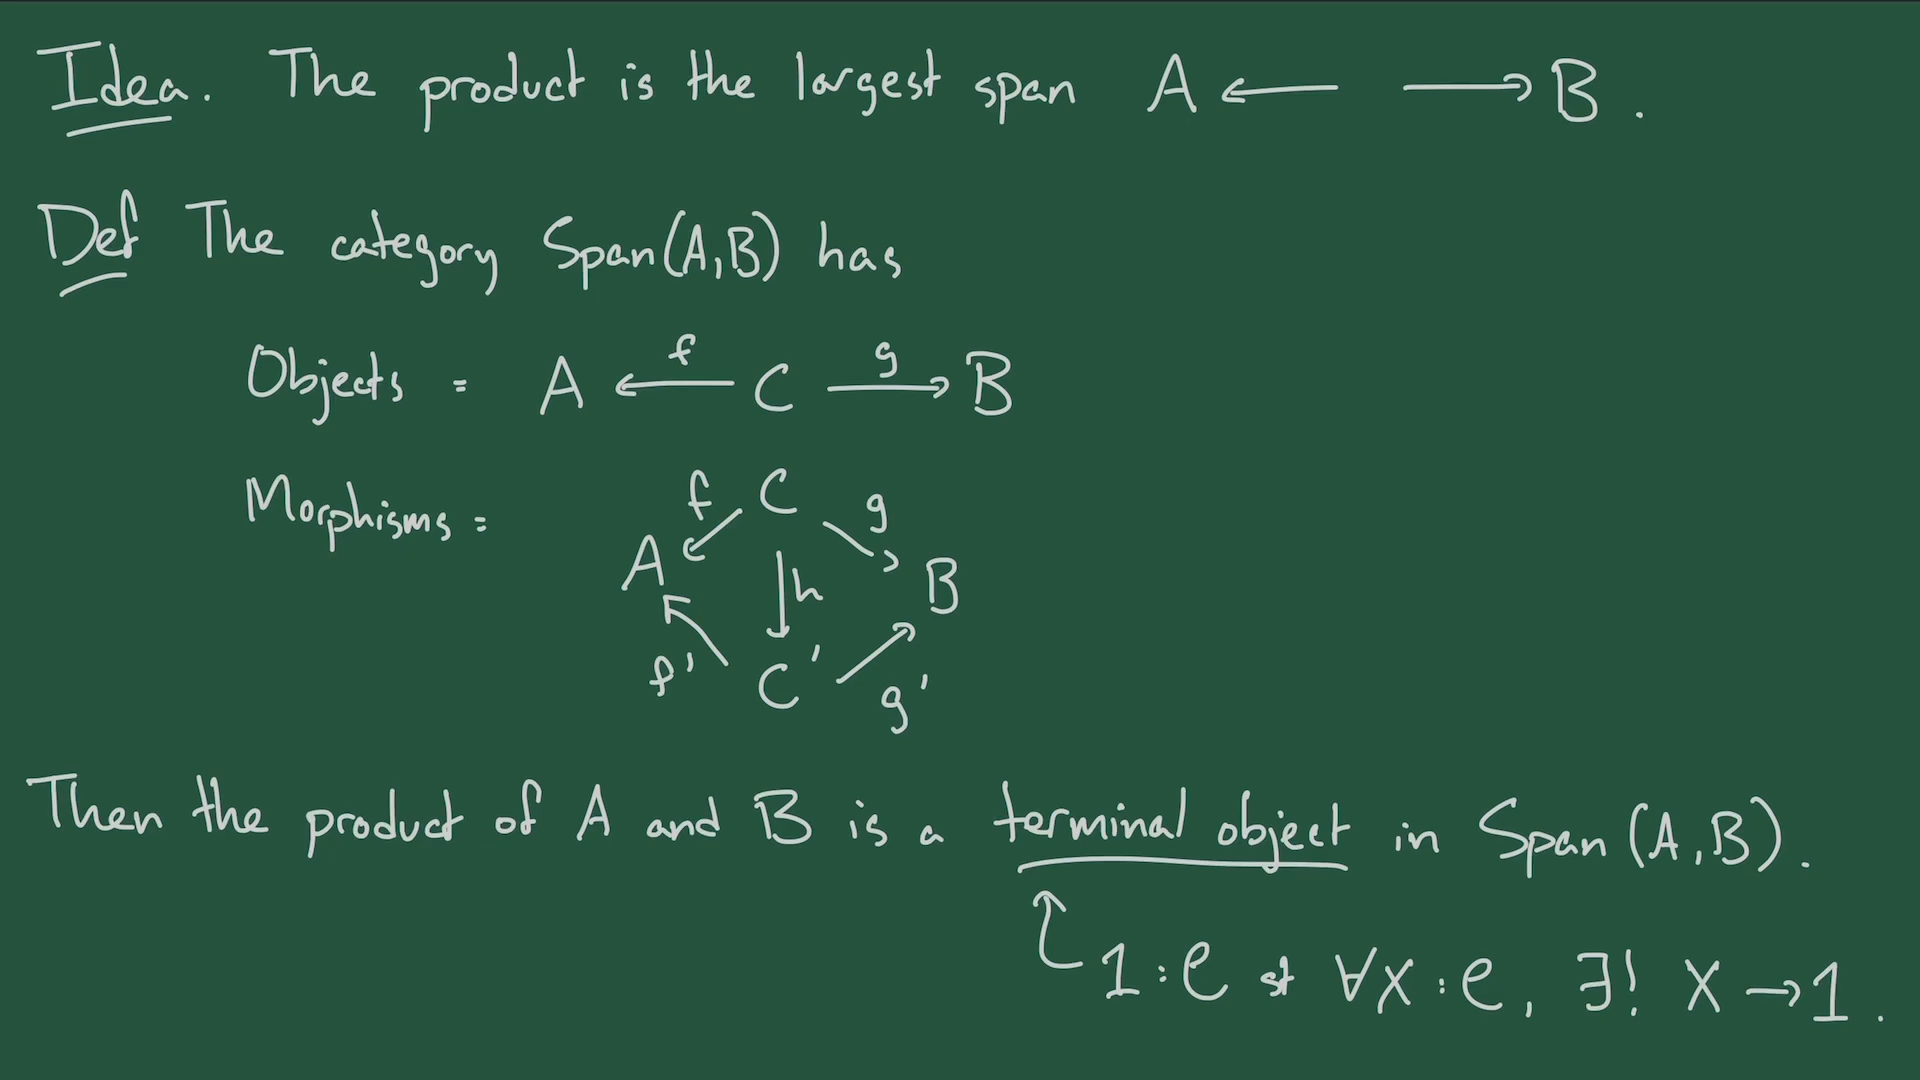 Idea. The product is the largest span A ← → B.
Def The category Span(A,B) has
Objects = A ←f C →g B
Morphisms =
f C g
A ↓h B
f' C' g'
Then the product of A and B is a terminal object in Span (A,B).
1:C st ∀X:C, ∃! X→1.